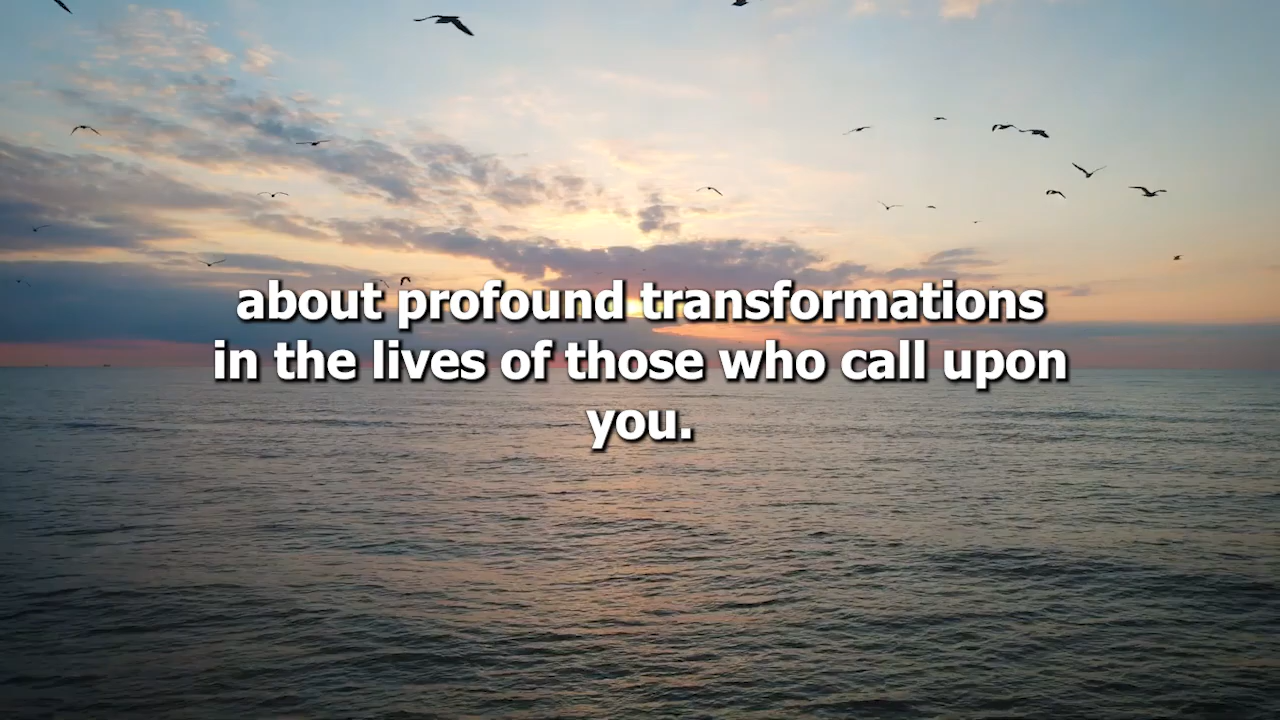 about profound transformations
in the lives of those who call upon
you.